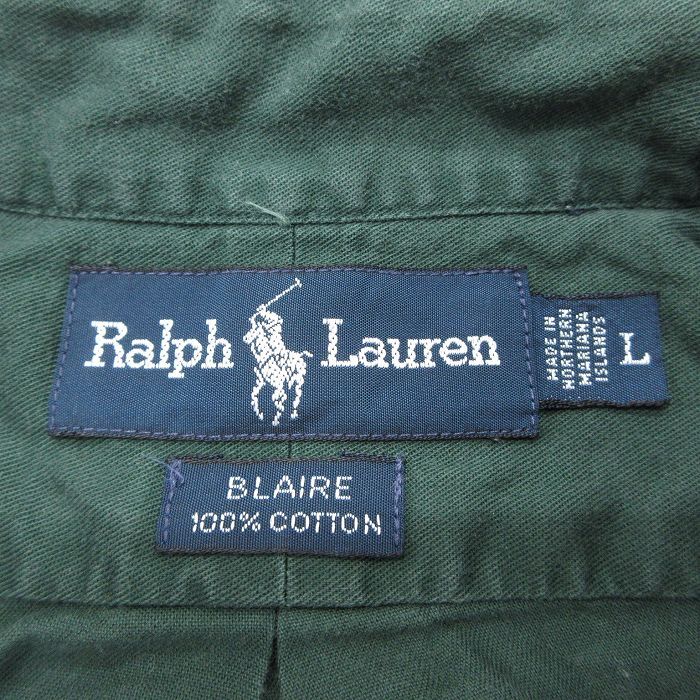 Ralph Lauren
MADE IN
NORTHERN
MARIANA
ISLANDS
L
BLAIRE
100% COTTON